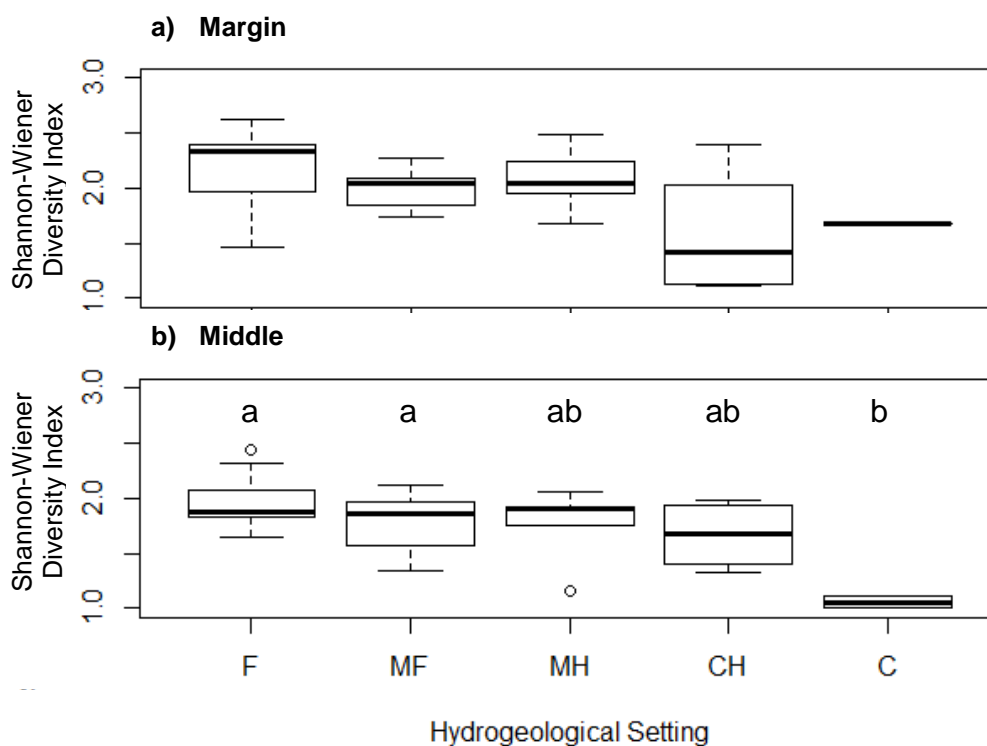 a) Margin
Shannon-Wiener
Diversity Index
3.0
2.0
1.0
b) Middle
Shannon-Wiener
Diversity Index
3.0
2.0
1.0
a a ab ab b
F MF MH CH C
Hydrogeological Setting